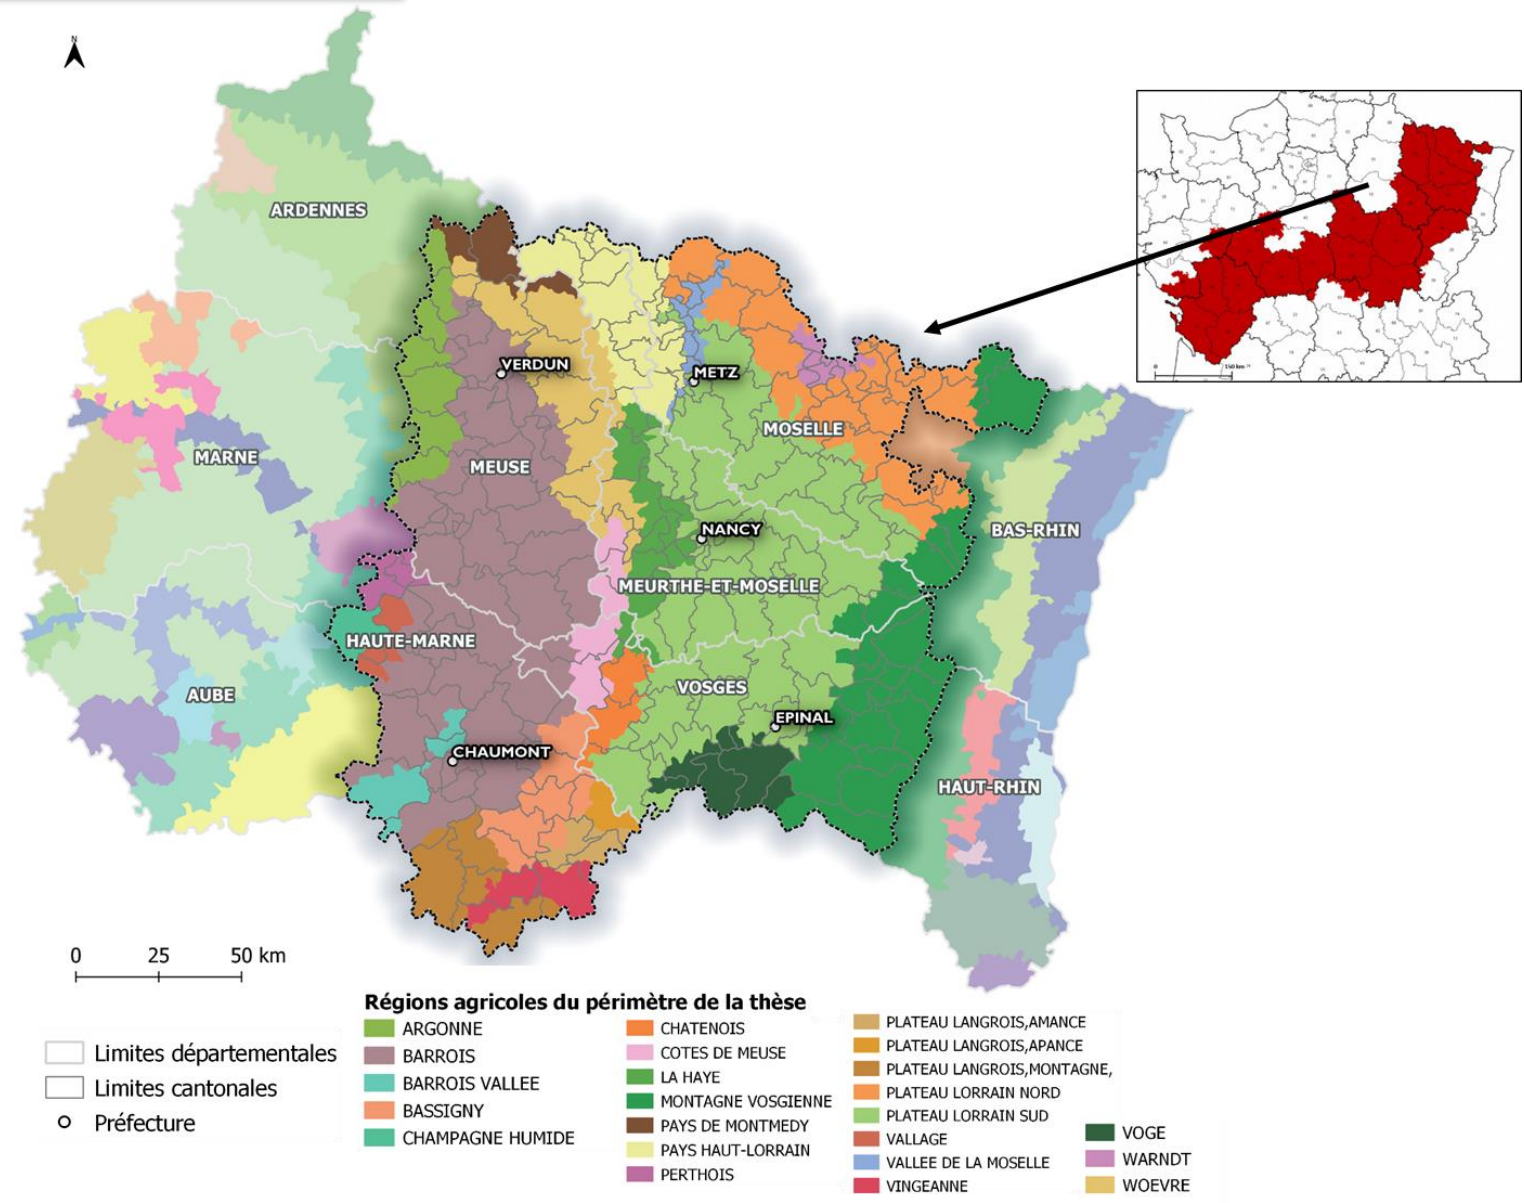 N
ARDENNES
VERDUN
METZ
MOSELLE
MARNE
MEUSE
NANCY
BAS-RHIN
MEURTHE-ET-MOSELLE
HAUTE-MARNE
VOSGES
AUBE
EPINAL
CHAUMONT
HAUT-RHIN
0 25 50 km
Régions agricoles du périmètre de la thèse
Limites départementales
Limites cantonales
Préfecture
ARGONNE
BARROIS
BARROIS VALLEE
BASSIGNY
CHAMPAGNE HUMIDE
CHATENOIS
COTES DE MEUSE
LA HAYE
MONTAGNE VOSGIENNE
PAYS DE MONTMEDY
PAYS HAUT-LORRAIN
PERTHOIS
PLATEAU LANGROIS,AMANCE
PLATEAU LANGROIS,APANCE
PLATEAU LANGROIS,MONTAGNE,
PLATEAU LORRAIN NORD
PLATEAU LORRAIN SUD
VALLAGE
VALLEE DE LA MOSELLE
VINGEANNE
VOGE
WARNDT
WOEVRE